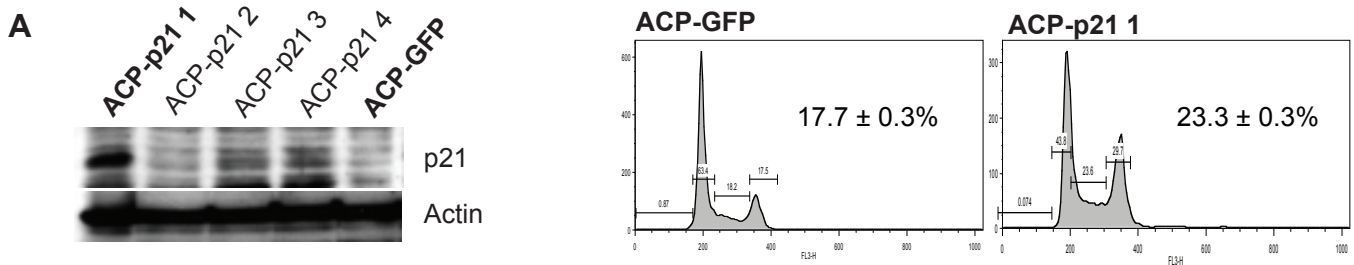 A
ACP-p21 1
ACP-p21 2
ACP-p21 3
ACP-p21 4
ACP-GFP
p21
Actin
ACP-GFP
600
400
200
0
17.7 ± 0.3%
63.4
17.5
18.2
0.87
0 200 400 600 800 1000
FL3-H
ACP-p21 1
300
200
100
0
23.3 ± 0.3%
43.8
29.7
23.6
0.074
0 200 400 600 800 1000
FL3-H